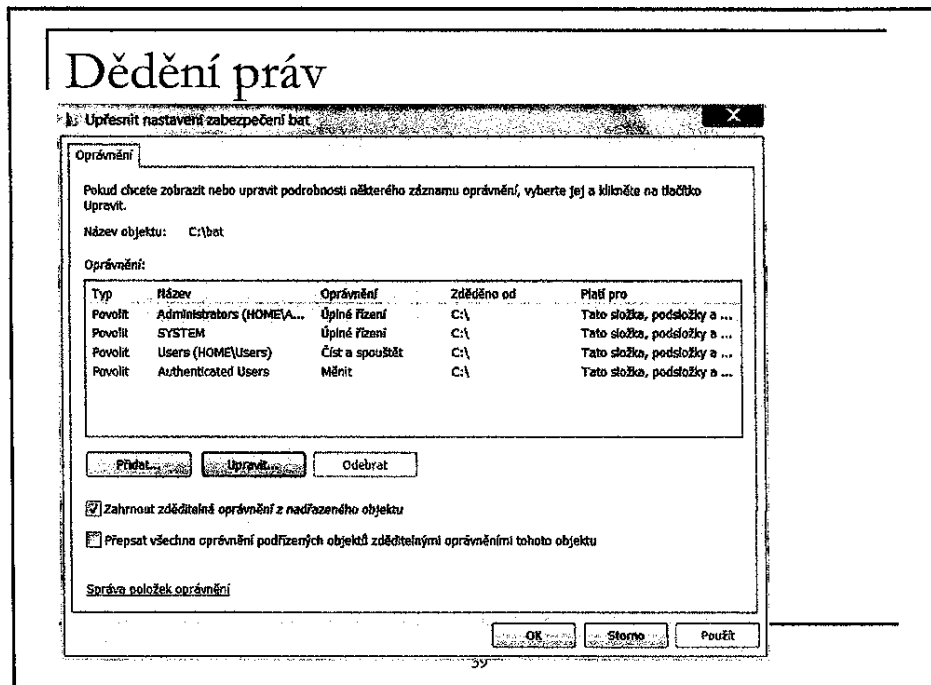 Dědění práv
Upřesnit nastavení zabezpečení bat
Oprávnění
Pokud chcete zobrazit nebo upravit podrobnosti některého záznamu oprávnění, vyberte jej a klikněte na tlačítko
Upravit.
Název objektu: C:\bat
Oprávnění:
Typ Název Oprávnění Zděděno od Platí pro
Povolit Administrators (HOME\A... Úplné řízení C:\ Tato složka, podsložky a ...
Povolit SYSTEM Úplné řízení C:\ Tato složka, podsložky a ...
Povolit Users (HOME\Users) Číst a spouštět C:\ Tato složka, podsložky a ...
Povolit Authenticated Users Měnit C:\ Tato složka, podsložky a ...
Přidat... Upravit... Odebrat
Zahrnout zděditelná oprávnění z nadřazeného objektu
Přepsat všechna oprávnění podřízených objektů zděditelnými oprávněními tohoto objektu
Správa položek oprávnění
OK Storno Použít
39